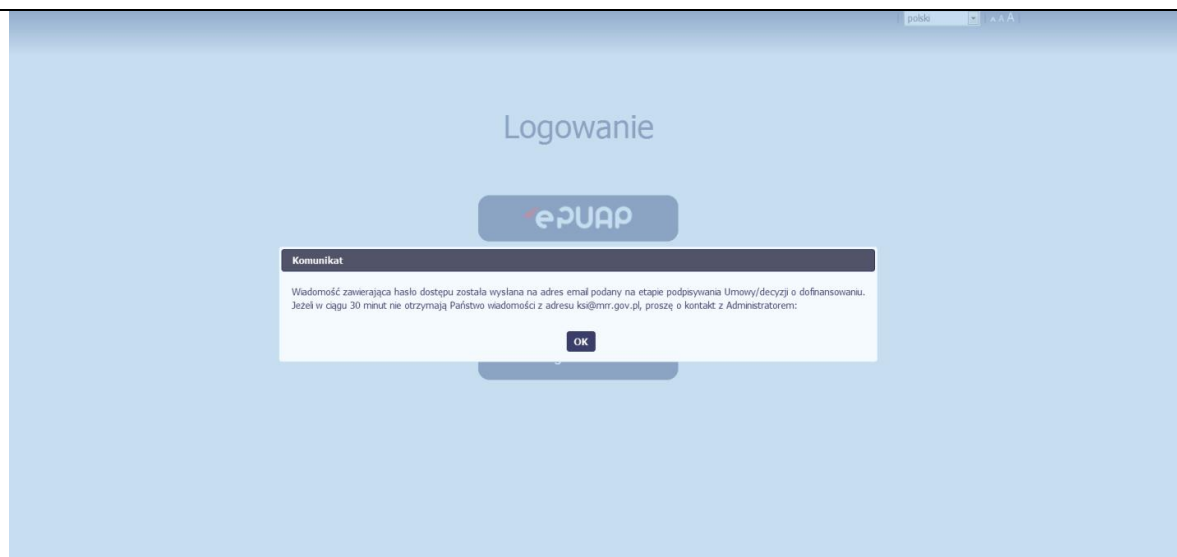 polski A A A
Logowanie
ePUAP
Komunikat
Wiadomość zawierająca hasło dostępu została wysłana na adres email podany na etapie podpisywania Umowy/decyzji o dofinansowaniu.
Jeżeli w ciągu 30 minut nie otrzymają Państwo wiadomości z adresu ksi@mrr.gov.pl, proszę o kontakt z Administratorem:
OK